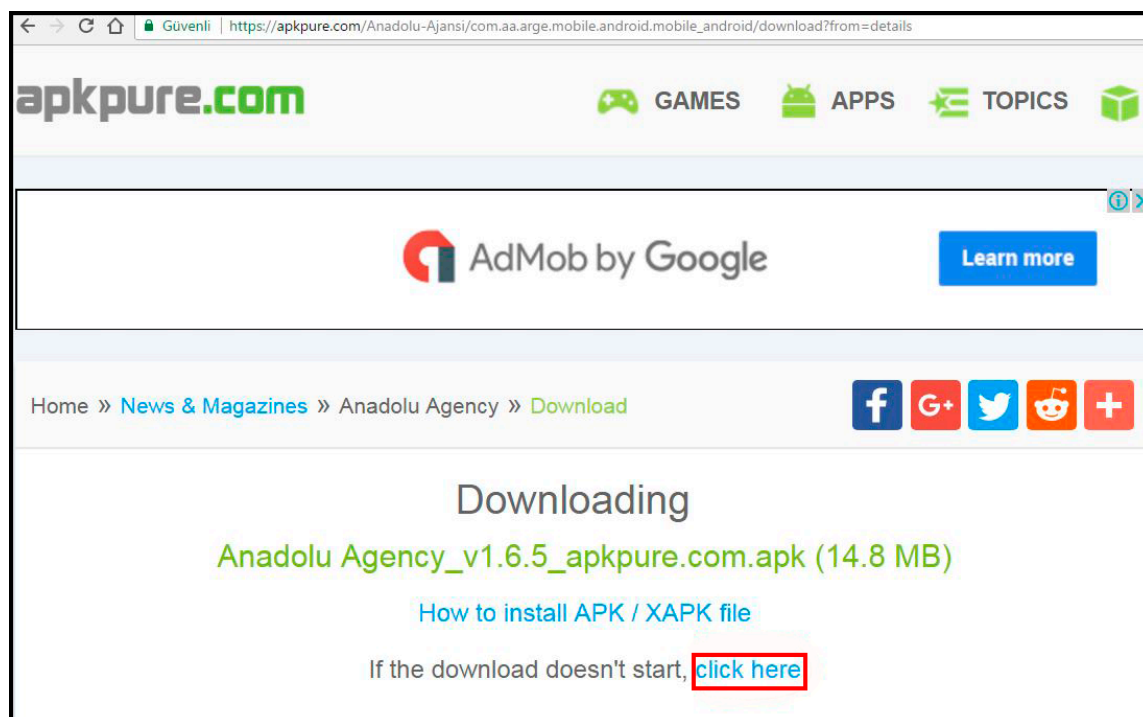 Güvenli | https://apkpure.com/Anadolu-Ajansi/com.aa.arge.mobile.android.mobile_android/download?from=details
apkpure.com GAMES APPS TOPICS
AdMob by Google Learn more
Home » News & Magazines » Anadolu Agency » Download
Downloading
Anadolu Agency_v1.6.5_apkpure.com.apk (14.8 MB)
How to install APK / XAPK file
If the download doesn't start, click here